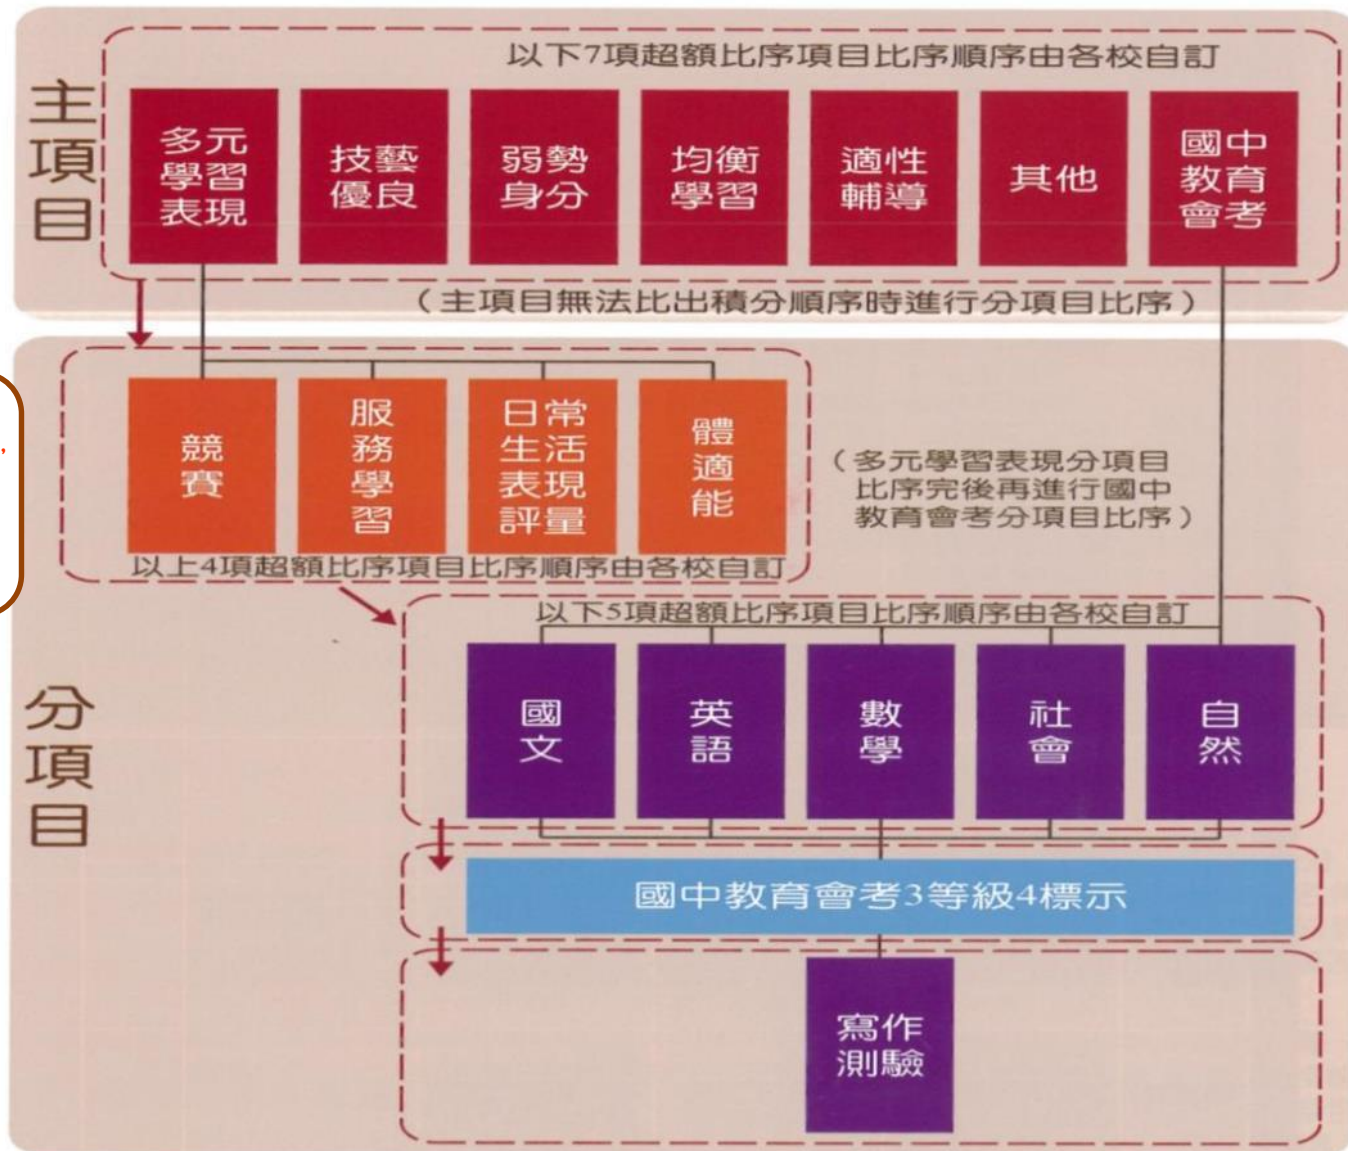 主
項
目
以下7項超額比序項目比序順序由各校自訂
多元
學習
表現
技藝
優良
弱勢
身分
均衡
學習
適性
輔導
其他
國中
教育
會考
（主項目無法比出積分順序時進行分項目比序）
分
項
目
,
競
賽
服
務
學
習
日常
生活
表現
評量
體
適
能
以上4項超額比序項目比序順序由各校自訂
（多元學習表現分項目
比序完後再進行國中
教育會考分項目比序）
以下5項超額比序項目比序順序由各校自訂
國
文
英
語
數
學
社
會
自
然
國中教育會考3等級4標示
寫作
測驗